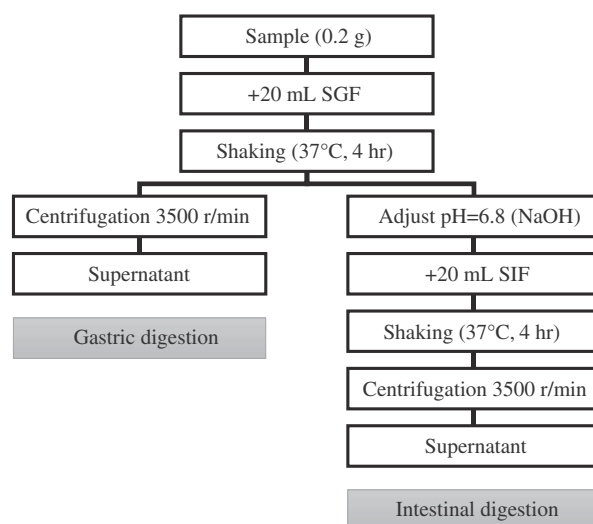 Sample (0.2 g)
+20 mL SGF
Shaking (37°C, 4 hr)
Centrifugation 3500 r/min
Supernatant
Gastric digestion
Adjust pH=6.8 (NaOH)
+20 mL SIF
Shaking (37°C, 4 hr)
Centrifugation 3500 r/min
Supernatant
Intestinal digestion